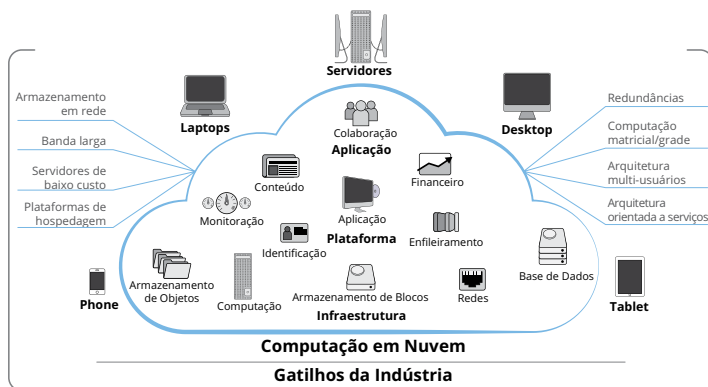 Servidores
Laptops
Desktop
Armazenamento
em rede
Banda larga
Servidores de
baixo custo
Plataformas de
hospedagem
Redundâncias
Computação
matricial/grade
Arquitetura
multi-usuários
Arquitetura
orientada a serviços
Colaboração
Aplicação
Conteúdo
Financeiro
Monitoração
Aplicação
Plataforma
Identificação
Enfileiramento
Armazenamento
de Objetos
Computação
Armazenamento de Blocos
Infraestrutura
Redes
Base de Dados
Phone
Tablet
Computação em Nuvem
Gatilhos da Indústria